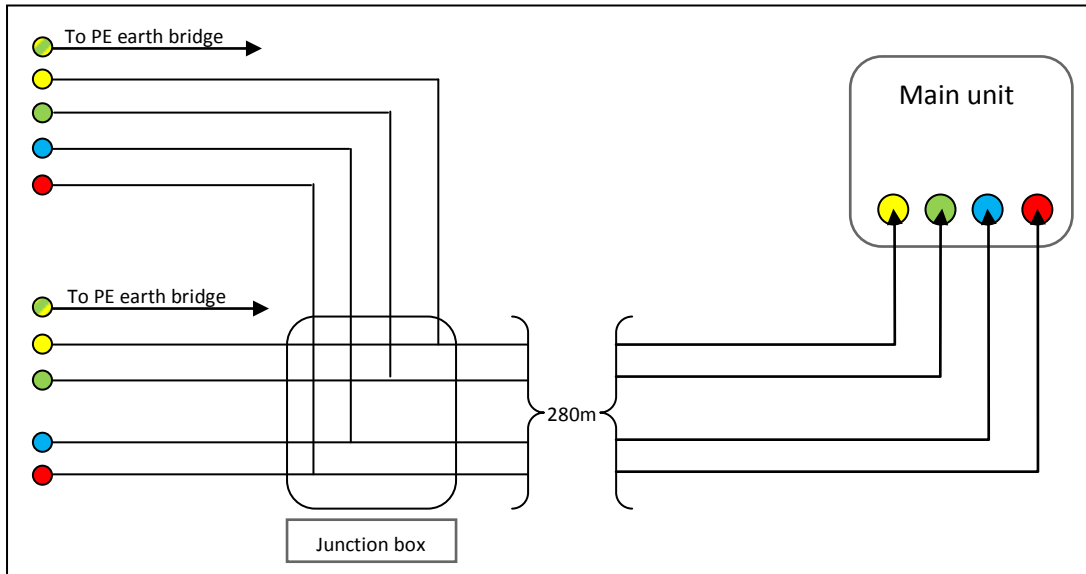 To PE earth bridge
Main unit
To PE earth bridge
280m
Junction box